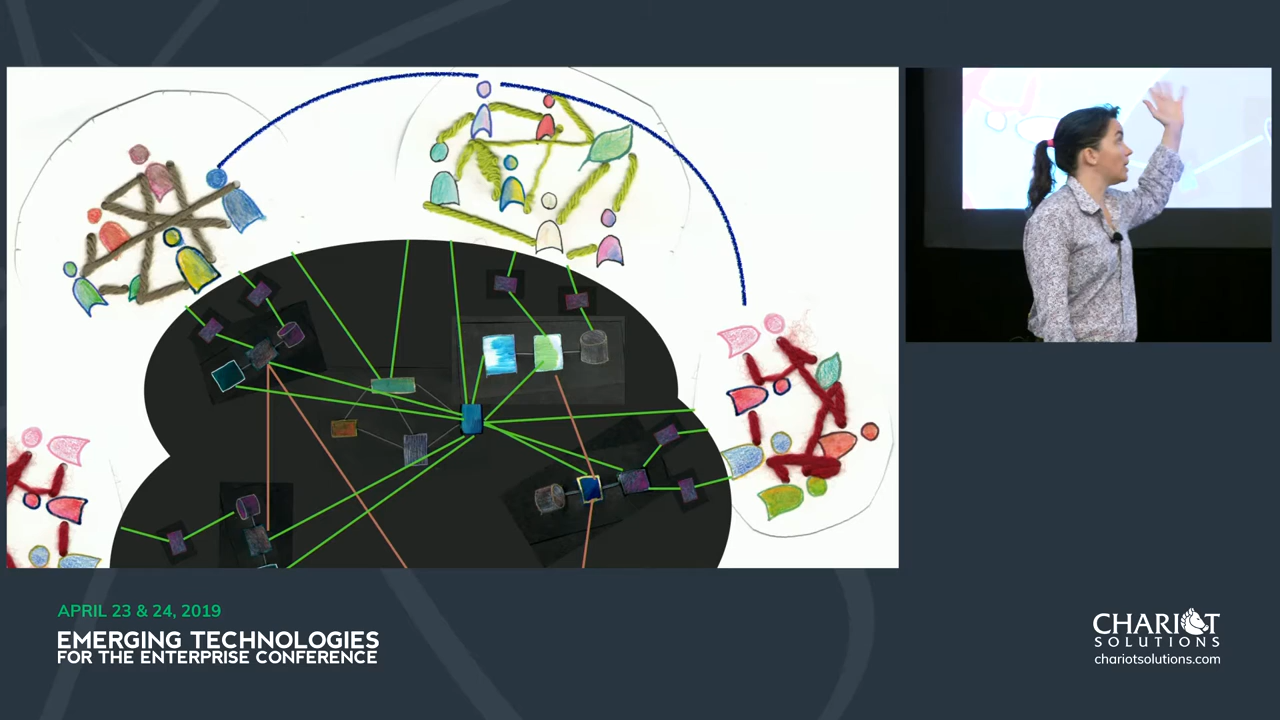 APRIL 23 & 24, 2019
EMERGING TECHNOLOGIES
FOR THE ENTERPRISE CONFERENCE
CHARIOT
SOLUTIONS
chariotsolutions.com